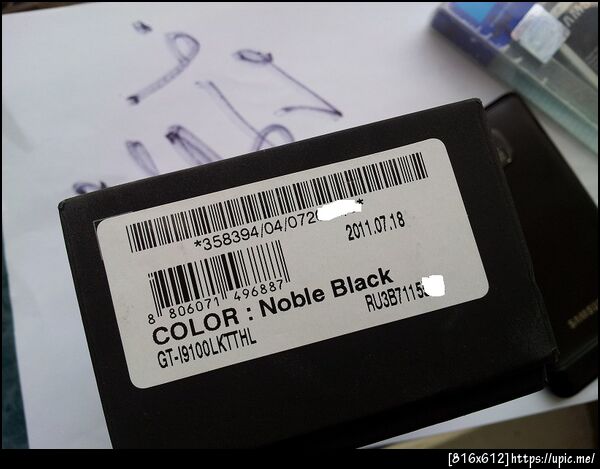 *358394/04/072 *
2011.07.18
8 806071 496887
COLOR : Noble Black
GT-I9100LKTTHL
RU3B7115
SAMSUNG
[816x612]https://upic.me/